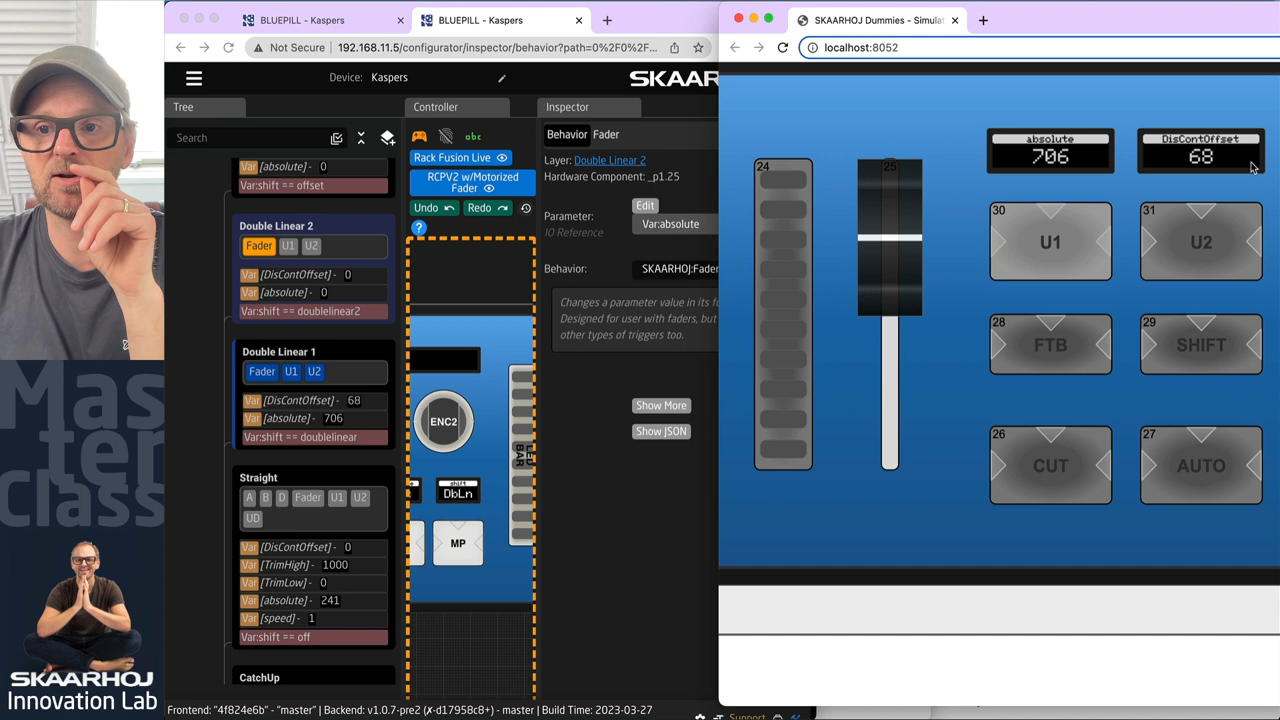 BLUEPILL - Kaspers
BLUEPILL - Kaspers
SKAARHOJ Dummies - Simulat
Not Secure
192.168.11.5/configurator/inspector/behavior?path=0%2F0%2F...
localhost:8052
Device: Kaspers
SKAAR
Tree
Controller
Inspector
Search
abc
Behavior Fader
Rack Fusion Live
RCPV2 w/Motorized
Fader
Undo
Redo
?
Layer: Double Linear 2
Hardware Component: _p1.25
Edit
Parameter:
IO Reference
Var:absolute
Behavior:
SKAARHOJ:Fader
Changes a parameter value in its fu
Designed for user with faders, but
other types of triggers too.
Show More
Show JSON
Var [absolute]- 0
Var:shift == offset
Double Linear 2
Fader U1 U2
Var [DisContOffset]- 0
Var [absolute]- 0
Var:shift == doublelinear2
Double Linear 1
Fader U1 U2
Var [DisContOffset]- 68
Var [absolute]- 706
Var:shift == doublelinear
Straight
A B D Fader U1 U2
UD
Var [DisContOffset]- 0
Var [TrimHigh]- 1000
Var [TrimLow]- 0
Var [absolute]- 241
Var [speed]- 1
Var:shift == off
CatchUp
ENC2
LED BAR
shift
DbLn
MP
24
25
absolute
706
DisContOffset
68
30
U1
31
U2
28
FTB
29
SHIFT
26
CUT
27
AUTO
Mas
ter
Class
SKAARHOJ
Innovation Lab
Frontend: "4f824e6b" - "master" | Backend: v1.0.7-pre2 (✗-d17958c8+) - master | Build Time: 2023-03-27
Support